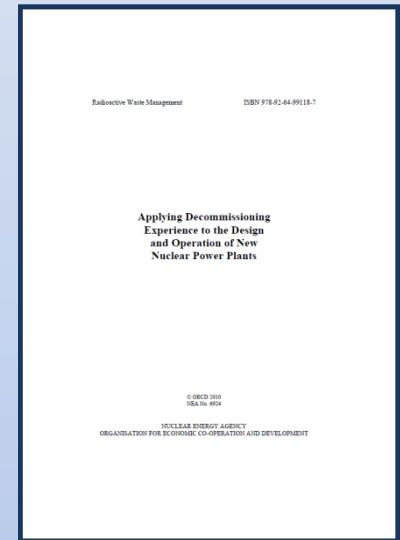 Radioactive Waste Management ISBN 978-92-64-99118-7
Applying Decommissioning
Experience to the Design
and Operation of New
Nuclear Power Plants
© OECD 2010
NEA No. 6924
NUCLEAR ENERGY AGENCY
ORGANISATION FOR ECONOMIC CO-OPERATION AND DEVELOPMENT